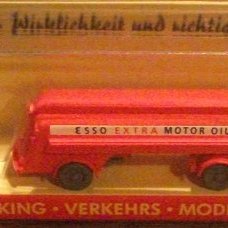 Wirklichkeit und richtig
ESSO EXTRA MOTOR OIL
KING · VERKEHRS · MODE